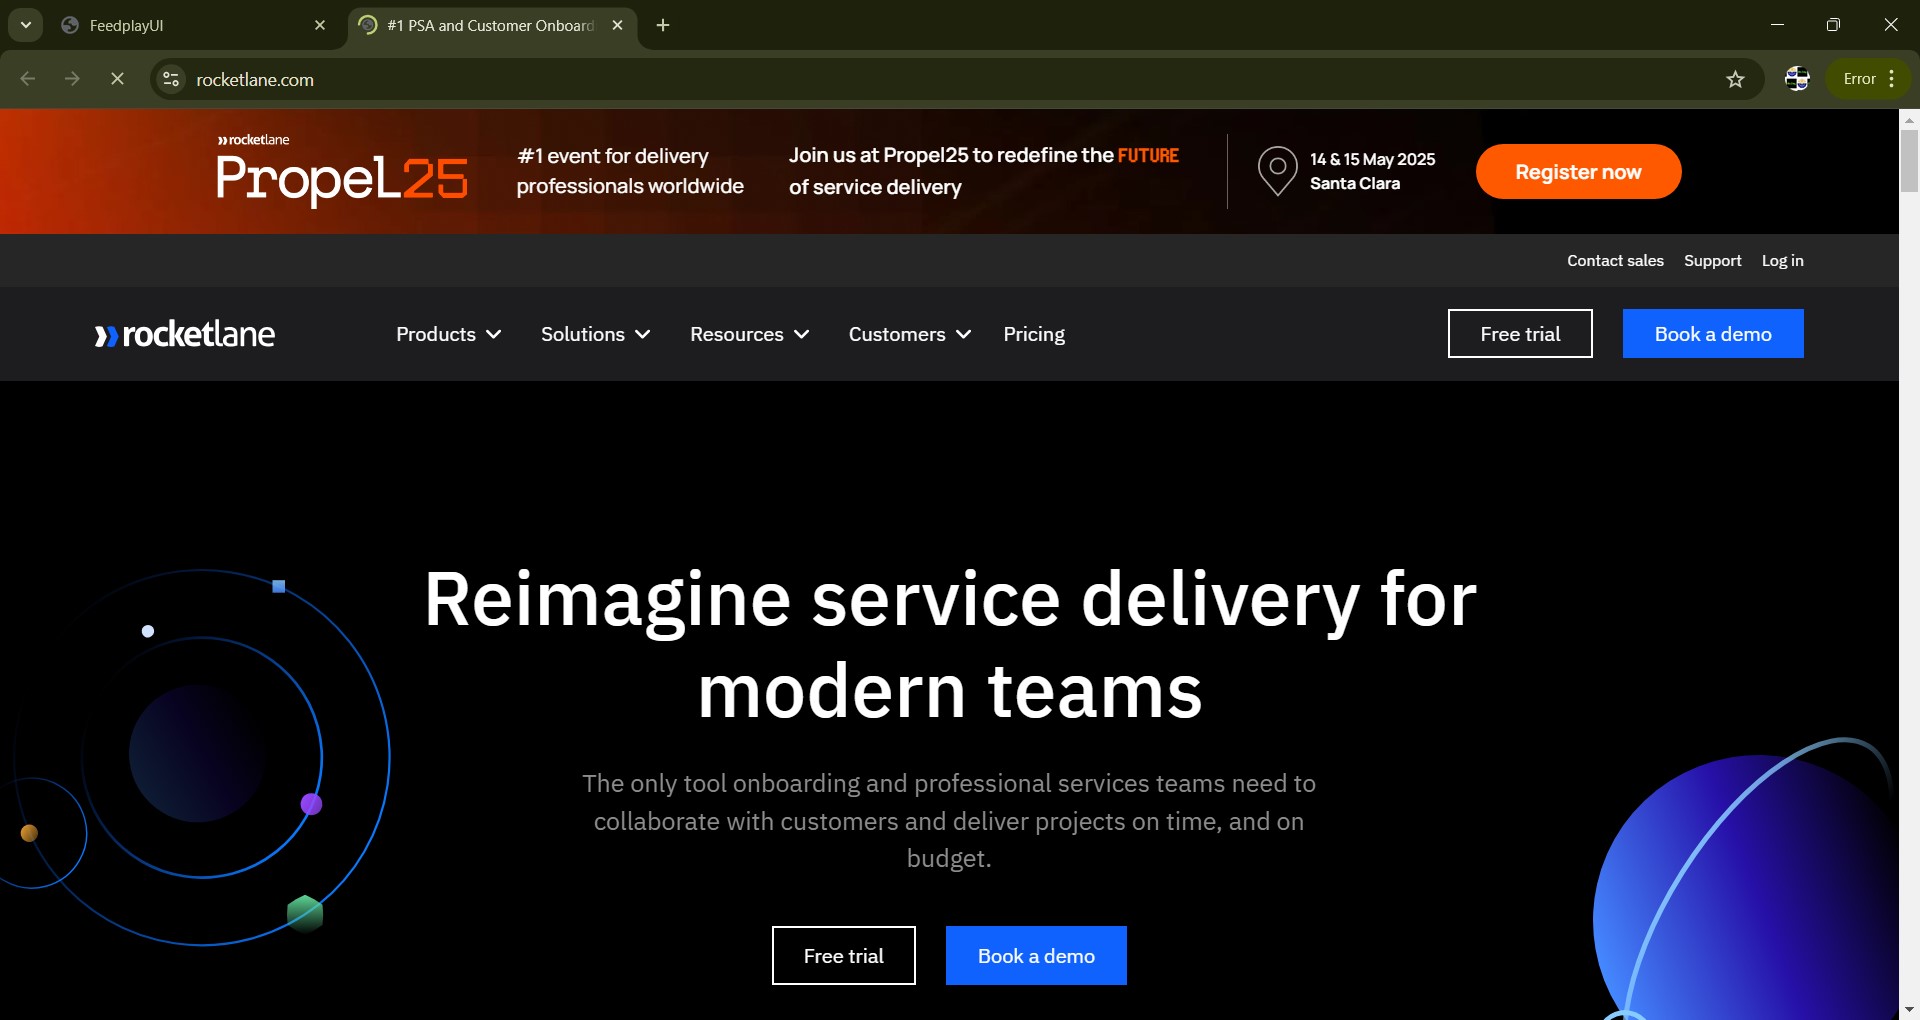 FeedplayUI
#1 PSA and Customer Onboard
rocketlane.com
Error
rocketlane
PropeL25
#1 event for delivery
professionals worldwide
Join us at Propel25 to redefine the FUTURE
of service delivery
14 & 15 May 2025
Santa Clara
Register now
Contact sales Support Log in
rocketlane
Products Solutions Resources Customers Pricing
Free trial
Book a demo
Reimagine service delivery for
modern teams
The only tool onboarding and professional services teams need to
collaborate with customers and deliver projects on time, and on
budget.
Free trial
Book a demo